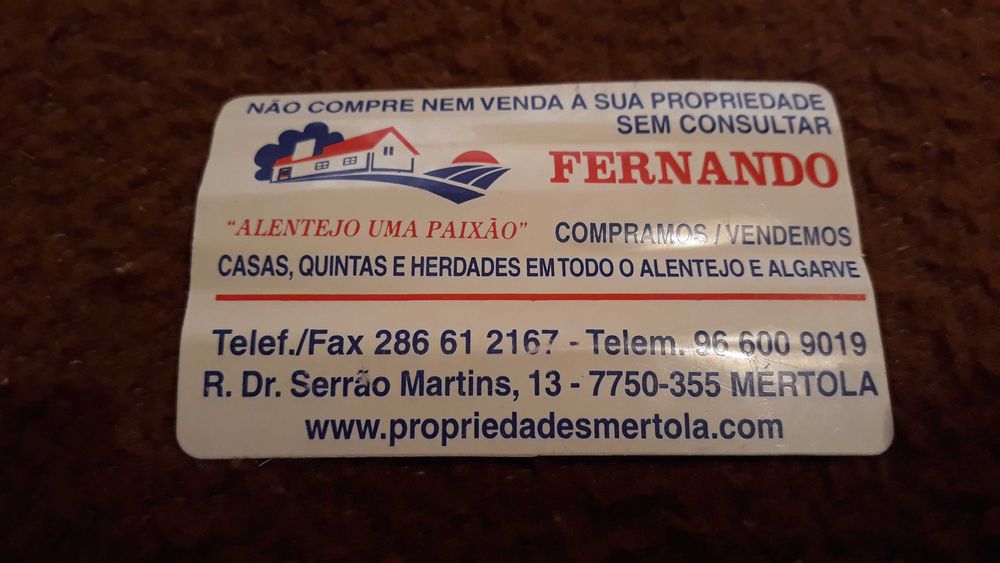 NÃO COMPRE NEM VENDA A SUA PROPRIEDADE
SEM CONSULTAR
FERNANDO
“ALENTEJO UMA PAIXÃO”
COMPRAMOS / VENDEMOS
CASAS, QUINTAS E HERDADES EM TODO O ALENTEJO E ALGARVE
Telef./Fax 286 61 2167 - Telem. 96 600 9019
R. Dr. Serrão Martins, 13 - 7750-355 MÉRTOLA
www.propriedadesmertola.com